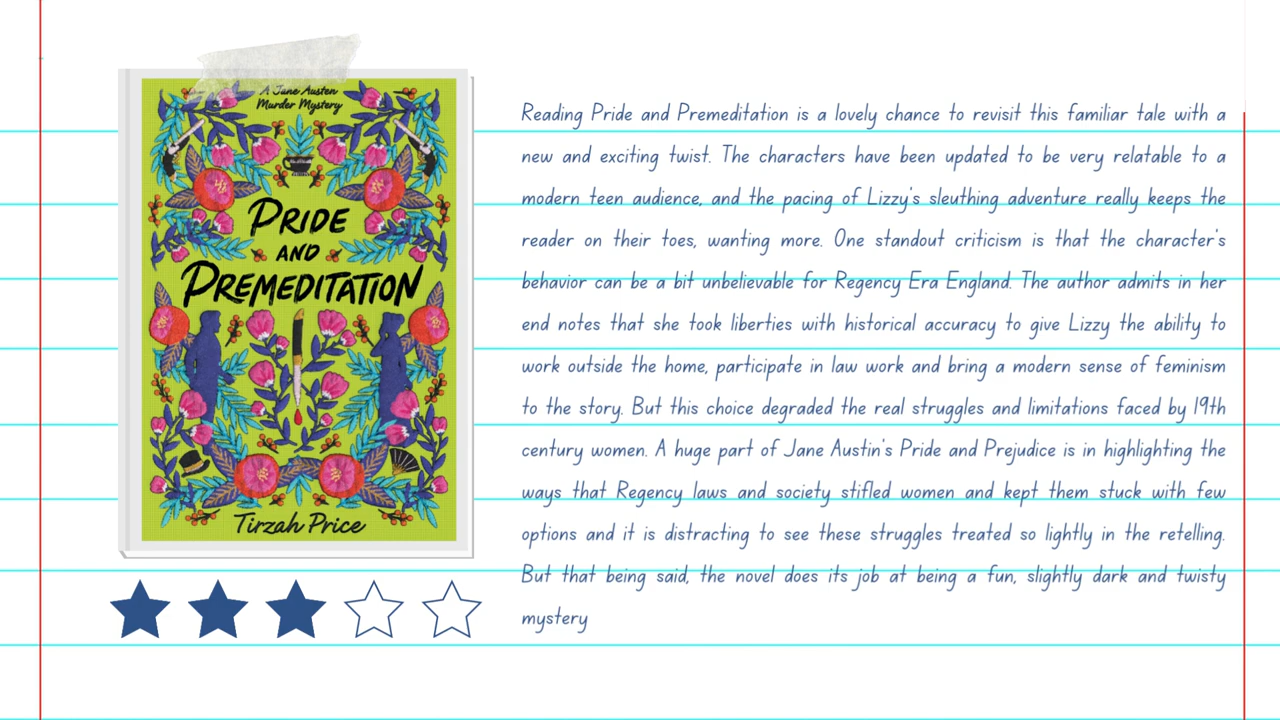 A Jane Austen
Murder Mystery
PRIDE
AND
PREMEDITATION
Tirzah Price
Reading Pride and Premeditation is a lovely chance to revisit this familiar tale with a
new and exciting twist. The characters have been updated to be very relatable to a
modern teen audience, and the pacing of Lizzy's sleuthing adventure really keeps the
reader on their toes, wanting more. One standout criticism is that the character's
behavior can be a bit unbelievable for Regency Era England. The author admits in her
end notes that she took liberties with historical accuracy to give Lizzy the ability to
work outside the home, participate in law work and bring a modern sense of feminism
to the story. But this choice degraded the real struggles and limitations faced by 19th
century women. A huge part of Jane Austin's Pride and Prejudice is in highlighting the
ways that Regency laws and society stifled women and kept them stuck with few
options and it is distracting to see these struggles treated so lightly in the retelling.
But that being said, the novel does its job at being a fun, slightly dark and twisty
mystery